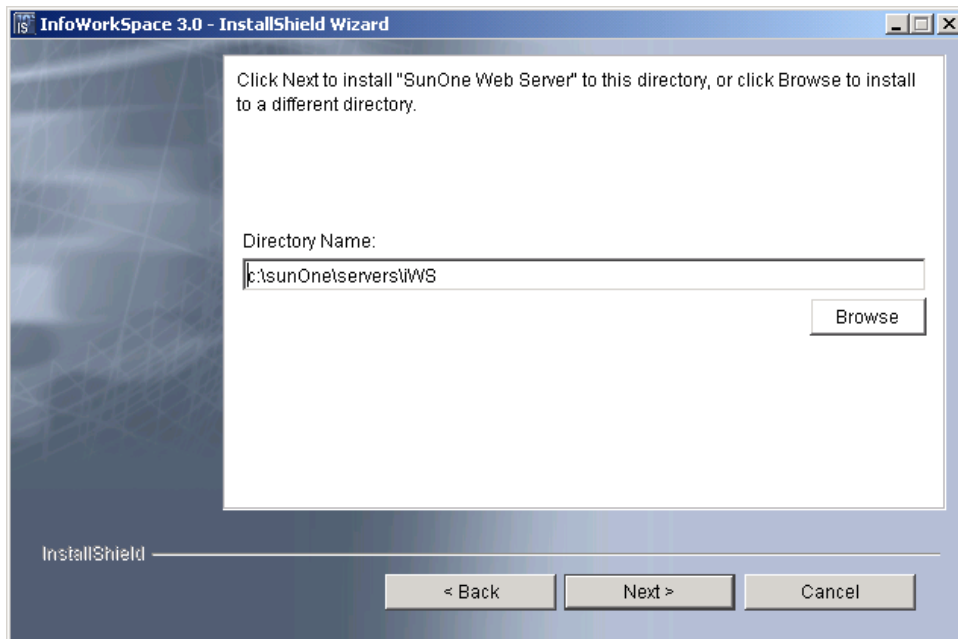 InfoWorkSpace 3.0 - InstallShield Wizard
Click Next to install "SunOne Web Server" to this directory, or click Browse to install
to a different directory.
Directory Name:
c:\sunOne\servers\iWS
Browse
InstallShield
< Back Next > Cancel